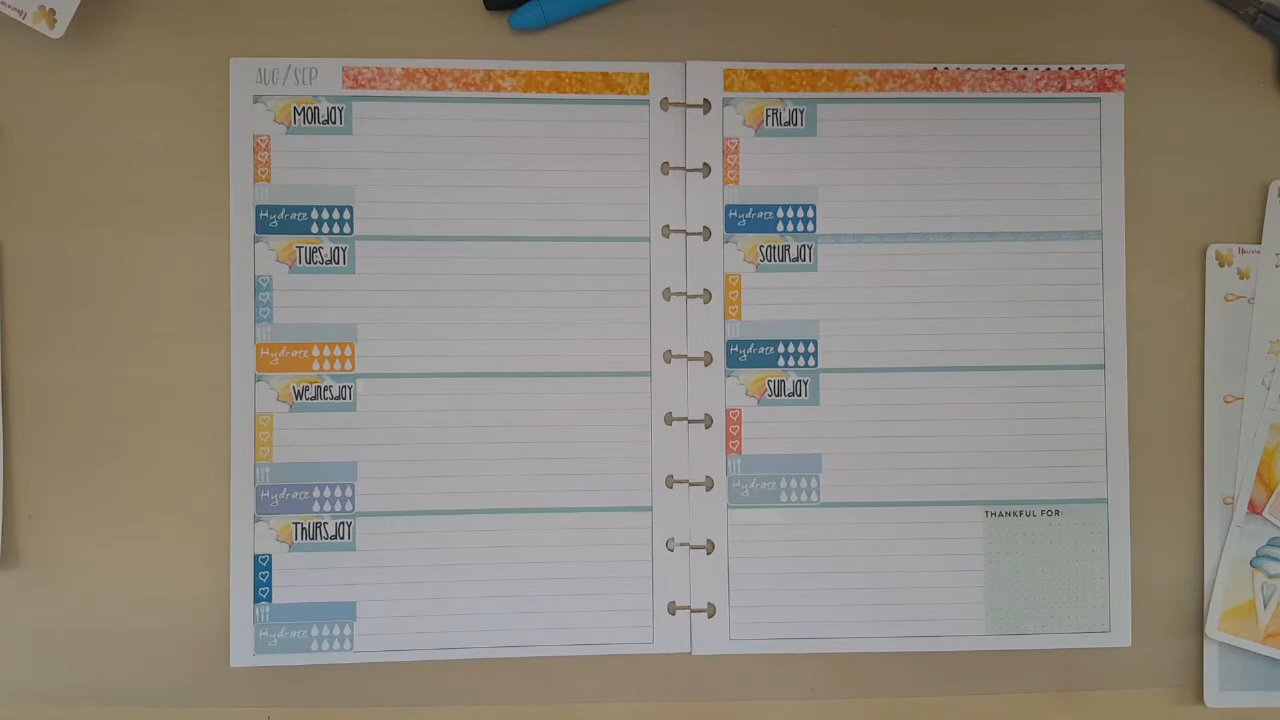 AUG/SEP
MONDAY
Hydrate
TUESDAY
Hydrate
WEDNESDAY
Hydrate
THURSDAY
Hydrate
FRIDAY
Hydrate
SATURDAY
Hydrate
SUNDAY
Hydrate
THANKFUL FOR: